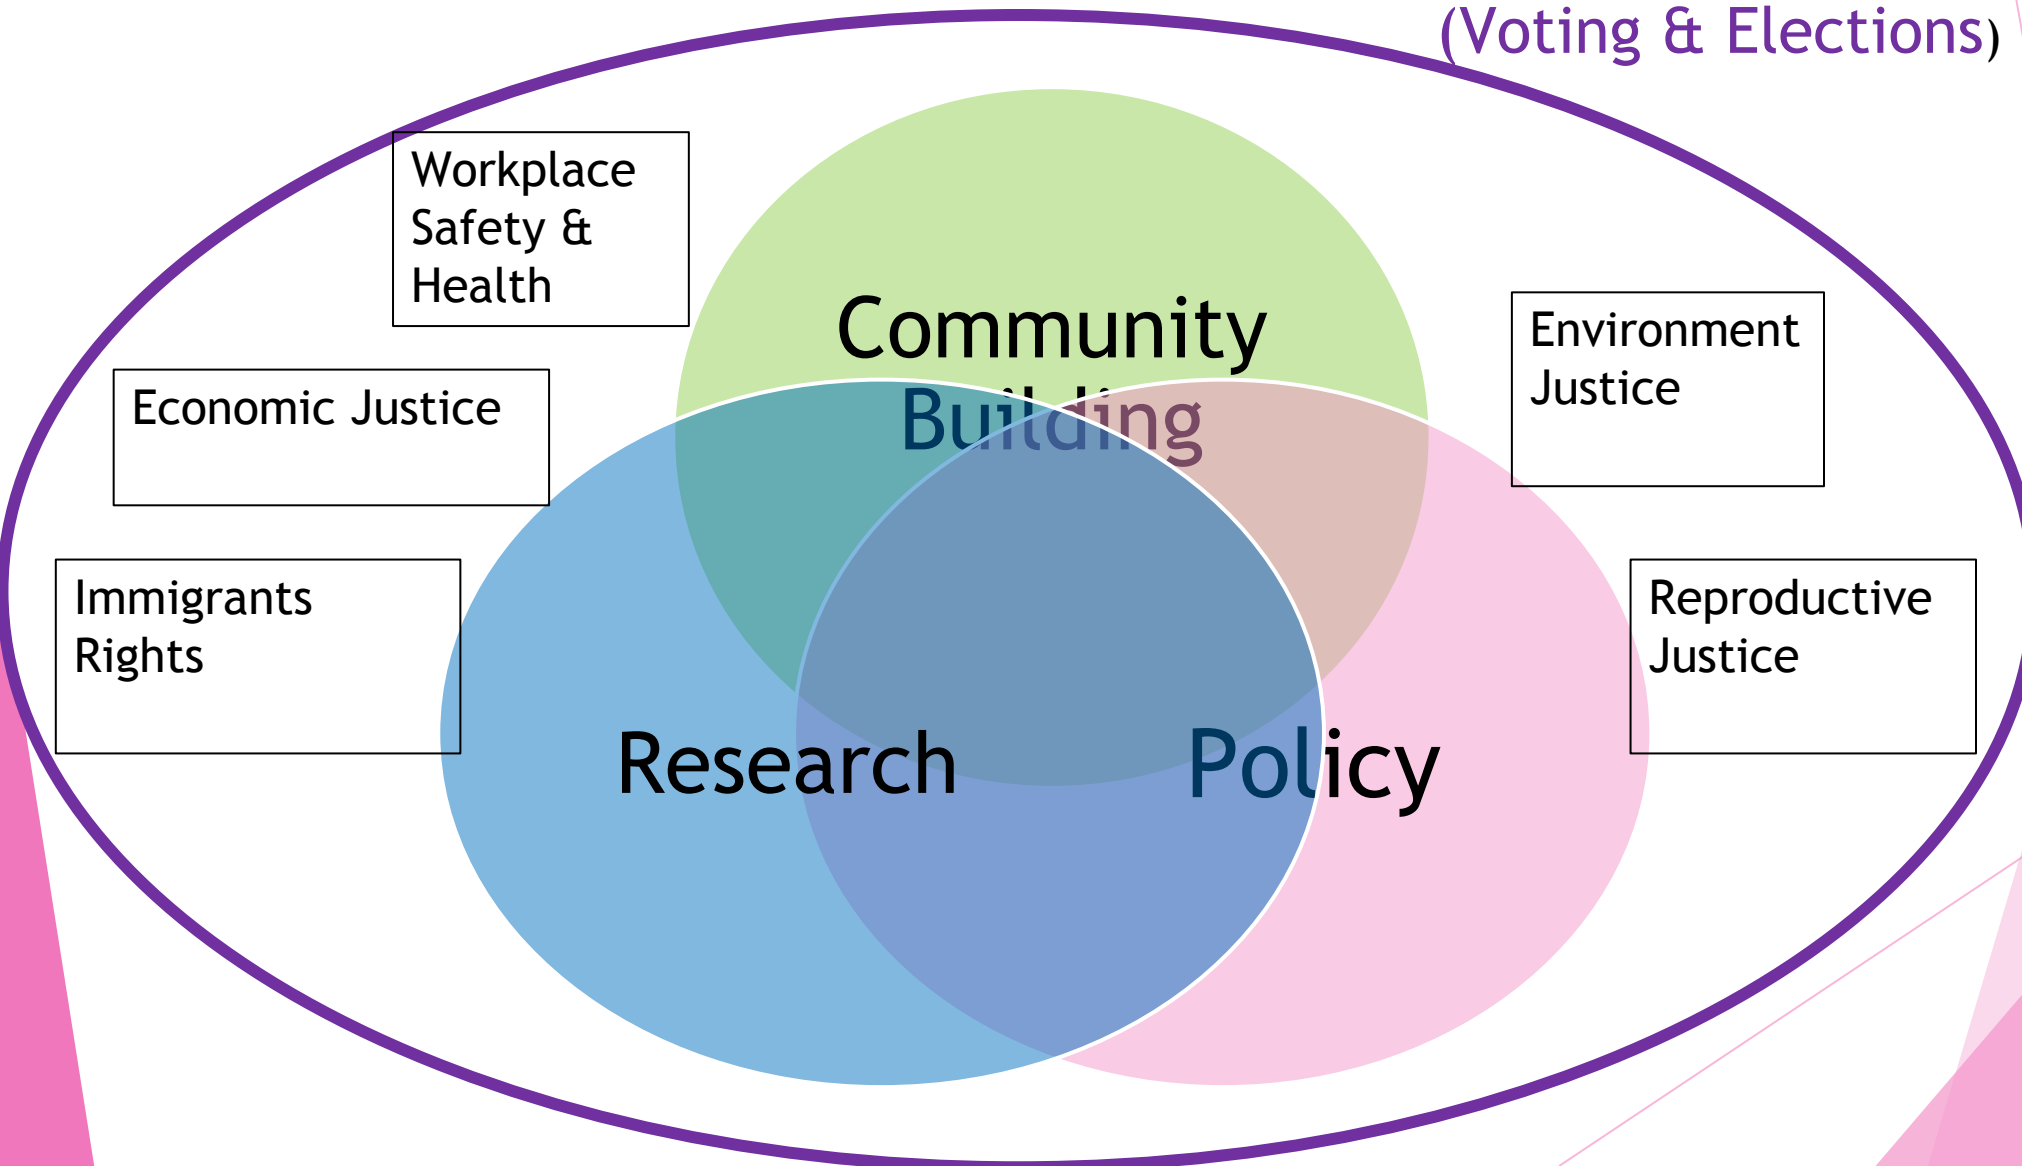 (Voting & Elections)
Workplace
Safety &
Health
Community
Building
Environment
Justice
Economic Justice
Immigrants
Rights
Reproductive
Justice
Research
Policy